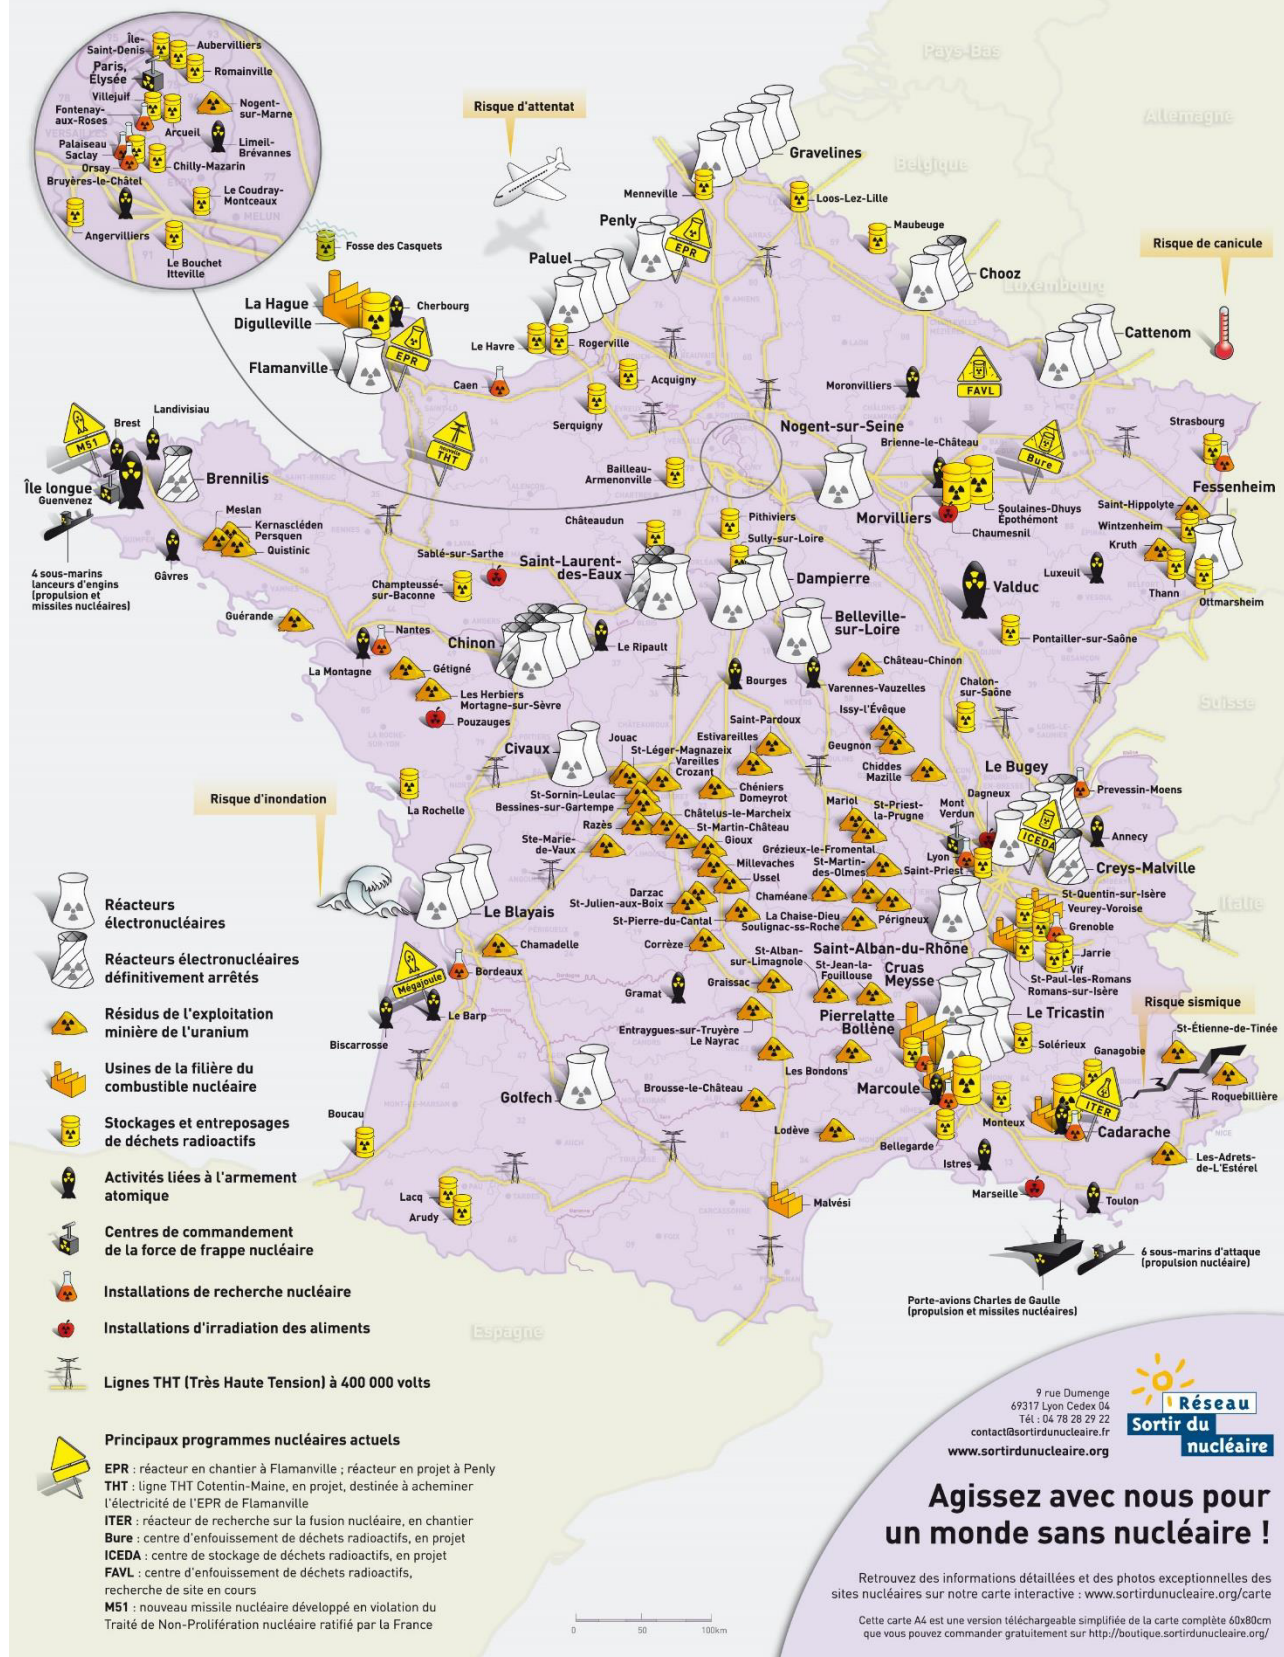 Île-
Saint-Denis
Aubervilliers
Paris,
Élysée
Romainville
Villejuif
Fontenay-
aux-Roses
Nogent-
sur-Marne
Arcueil
Palaiseau
Saclay
Limeil-
Brévannes
Orsay
Chilly-Mazarin
Bruyères-le-Châtel
Le Coudray-
Montceaux
Angervilliers
Le Bouchet
Itteville
VERSAILLES
MELUN
Risque d'attentat
Pays-Bas
Allemagne
Belgique
Luxembourg
Suisse
Italie
Espagne
Gravelines
Menneville
Loos-Lez-Lille
Maubeuge
Penly
EPR
Paluel
Chooz
Risque de canicule
Fosse des Casquets
La Hague
Digulleville
Cherbourg
EPR
Flamanville
Le Havre
Rogerville
Cattenom
Caen
Acquigny
Serquigny
Moronvilliers
FAVL
Landivisiau
Brest
M51
Île longue
Guenvenez
Brennilis
4 sous-marins
lanceurs d'engins
(propulsion et
missiles nucléaires)
nouvelle
THT
Nogent-sur-Seine
Brienne-le-Château
Bure
Strasbourg
Fessenheim
Bailleau-
Armenonville
Morvilliers
Soulaines-Dhuys
Épothémont
Chaumesnil
Saint-Hippolyte
Wintzenheim
Kruth
Luxeuil
Thann
Ottmarsheim
Meslan
Kernascléden
Persquen
Quistinic
Gâvres
Châteaudun
Pithiviers
Sully-sur-Loire
Sablé-sur-Sarthe
Saint-Laurent-
des-Eaux
Dampierre
Champteussé-
sur-Baconne
Valduc
Belleville-
sur-Loire
Pontailler-sur-Saône
Guérande
Nantes
La Montagne
Chinon
Le Ripault
Gétigné
Les Herbiers
Mortagne-sur-Sèvre
Pouzauges
Bourges
Château-Chinon
Varennes-Vauzelles
Chalon-
sur-Saône
Issy-l'Évêque
Geugnon
Saint-Pardoux
Estivareilles
Civaux
Jouac
St-Léger-Magnazeix
Vareilles
Crozant
Chiddes
Mazille
Le Bugey
Dagneux
Prevessin-Moens
Risque d'inondation
La Rochelle
St-Sornin-Leulac
Bessines-sur-Gartempe
Chéniers
Domeyrot
Châtelus-le-Marcheix
Razès
St-Martin-Château
Gioux
Ste-Marie-
de-Vaux
Mariol
St-Priest-
la-Prugne
Mont
Verdun
ICEDA
Annecy
Grézieux-le-Fromental
Lyon
Saint-Priest
Creys-Malville
Millevaches
Ussel
St-Martin-
des-Olmes
Chaméane
St-Quentin-sur-Isère
Veurey-Voroise
Grenoble
Darzac
St-Julien-aux-Boix
St-Pierre-du-Cantal
La Chaise-Dieu
Soulignac-ss-Roche
Périgneux
Le Blayais
Chamadelle
Corrèze
Saint-Alban-du-Rhône
Jarrie
Vif
St-Paul-les-Romans
Romans-sur-Isère
Mégajoule
Bordeaux
Le Barp
Biscarrosse
Gramat
St-Alban-
sur-Limagnole
St-Jean-la-
Fouillouse
Graissac
Cruas
Meysse
Pierrelatte
Bollène
Le Tricastin
Risque sismique
St-Étienne-de-Tinée
Entraygues-sur-Truyère
Le Nayrac
Les Bondons
Solérieux
Ganagobie
Roquebillière
Golfech
Brousse-le-Château
Marcoule
ITER
Cadarache
Boucau
Lodève
Bellegarde
Monteux
Les-Adrets-
de-L'Estérel
Istres
Lacq
Arudy
Malvési
Marseille
Toulon
6 sous-marins d'attaque
(propulsion nucléaire)
Porte-avions Charles de Gaulle
(propulsion et missiles nucléaires)
Réacteurs
électronucléaires
Réacteurs électronucléaires
définitivement arrêtés
Résidus de l'exploitation
minière de l'uranium
Usines de la filière du
combustible nucléaire
Stockages et entreposages
de déchets radioactifs
Activités liées à l'armement
atomique
Centres de commandement
de la force de frappe nucléaire
Installations de recherche nucléaire
Installations d'irradiation des aliments
Lignes THT (Très Haute Tension) à 400 000 volts
Principaux programmes nucléaires actuels
EPR : réacteur en chantier à Flamanville ; réacteur en projet à Penly
THT : ligne THT Cotentin-Maine, en projet, destinée à acheminer
l'électricité de l'EPR de Flamanville
ITER : réacteur de recherche sur la fusion nucléaire, en chantier
Bure : centre d'enfouissement de déchets radioactifs, en projet
ICEDA : centre de stockage de déchets radioactifs, en projet
FAVL : centre d'enfouissement de déchets radioactifs,
recherche de site en cours
M51 : nouveau missile nucléaire développé en violation du
Traité de Non-Prolifération nucléaire ratifié par la France
0 50 100km
9 rue Dumenge
69317 Lyon Cedex 04
Tél : 04 78 28 29 22
contact@sortirdunucleaire.fr
www.sortirdunucleaire.org
Réseau
Sortir du
nucléaire
Agissez avec nous pour
un monde sans nucléaire !
Retrouvez des informations détaillées et des photos exceptionnelles des
sites nucléaires sur notre carte interactive : www.sortirdunucleaire.org/carte
Cette carte A4 est une version téléchargeable simplifiée de la carte complète 60x80cm
que vous pouvez commander gratuitement sur http://boutique.sortirdunucleaire.org/